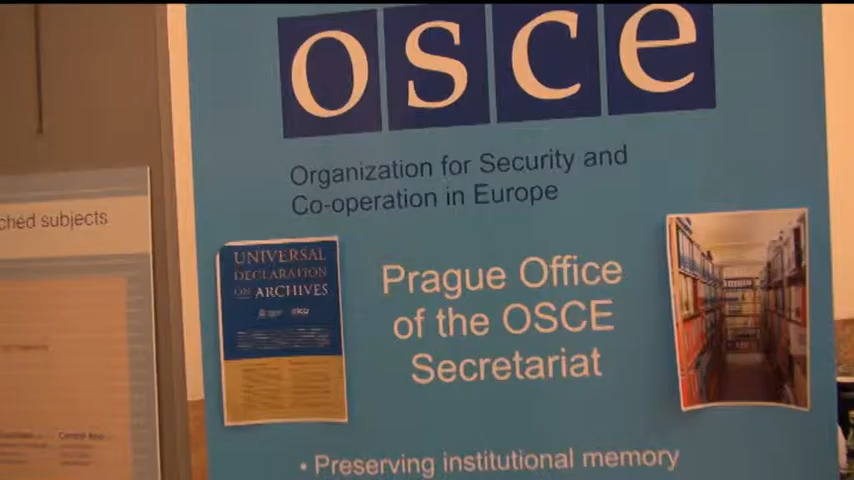 osce
Organization for Security and
Co-operation in Europe
ched subjects
UNIVERSAL
DECLARATION
ON ARCHIVES
Prague Office
of the OSCE
Secretariat
• Preserving institutional memory